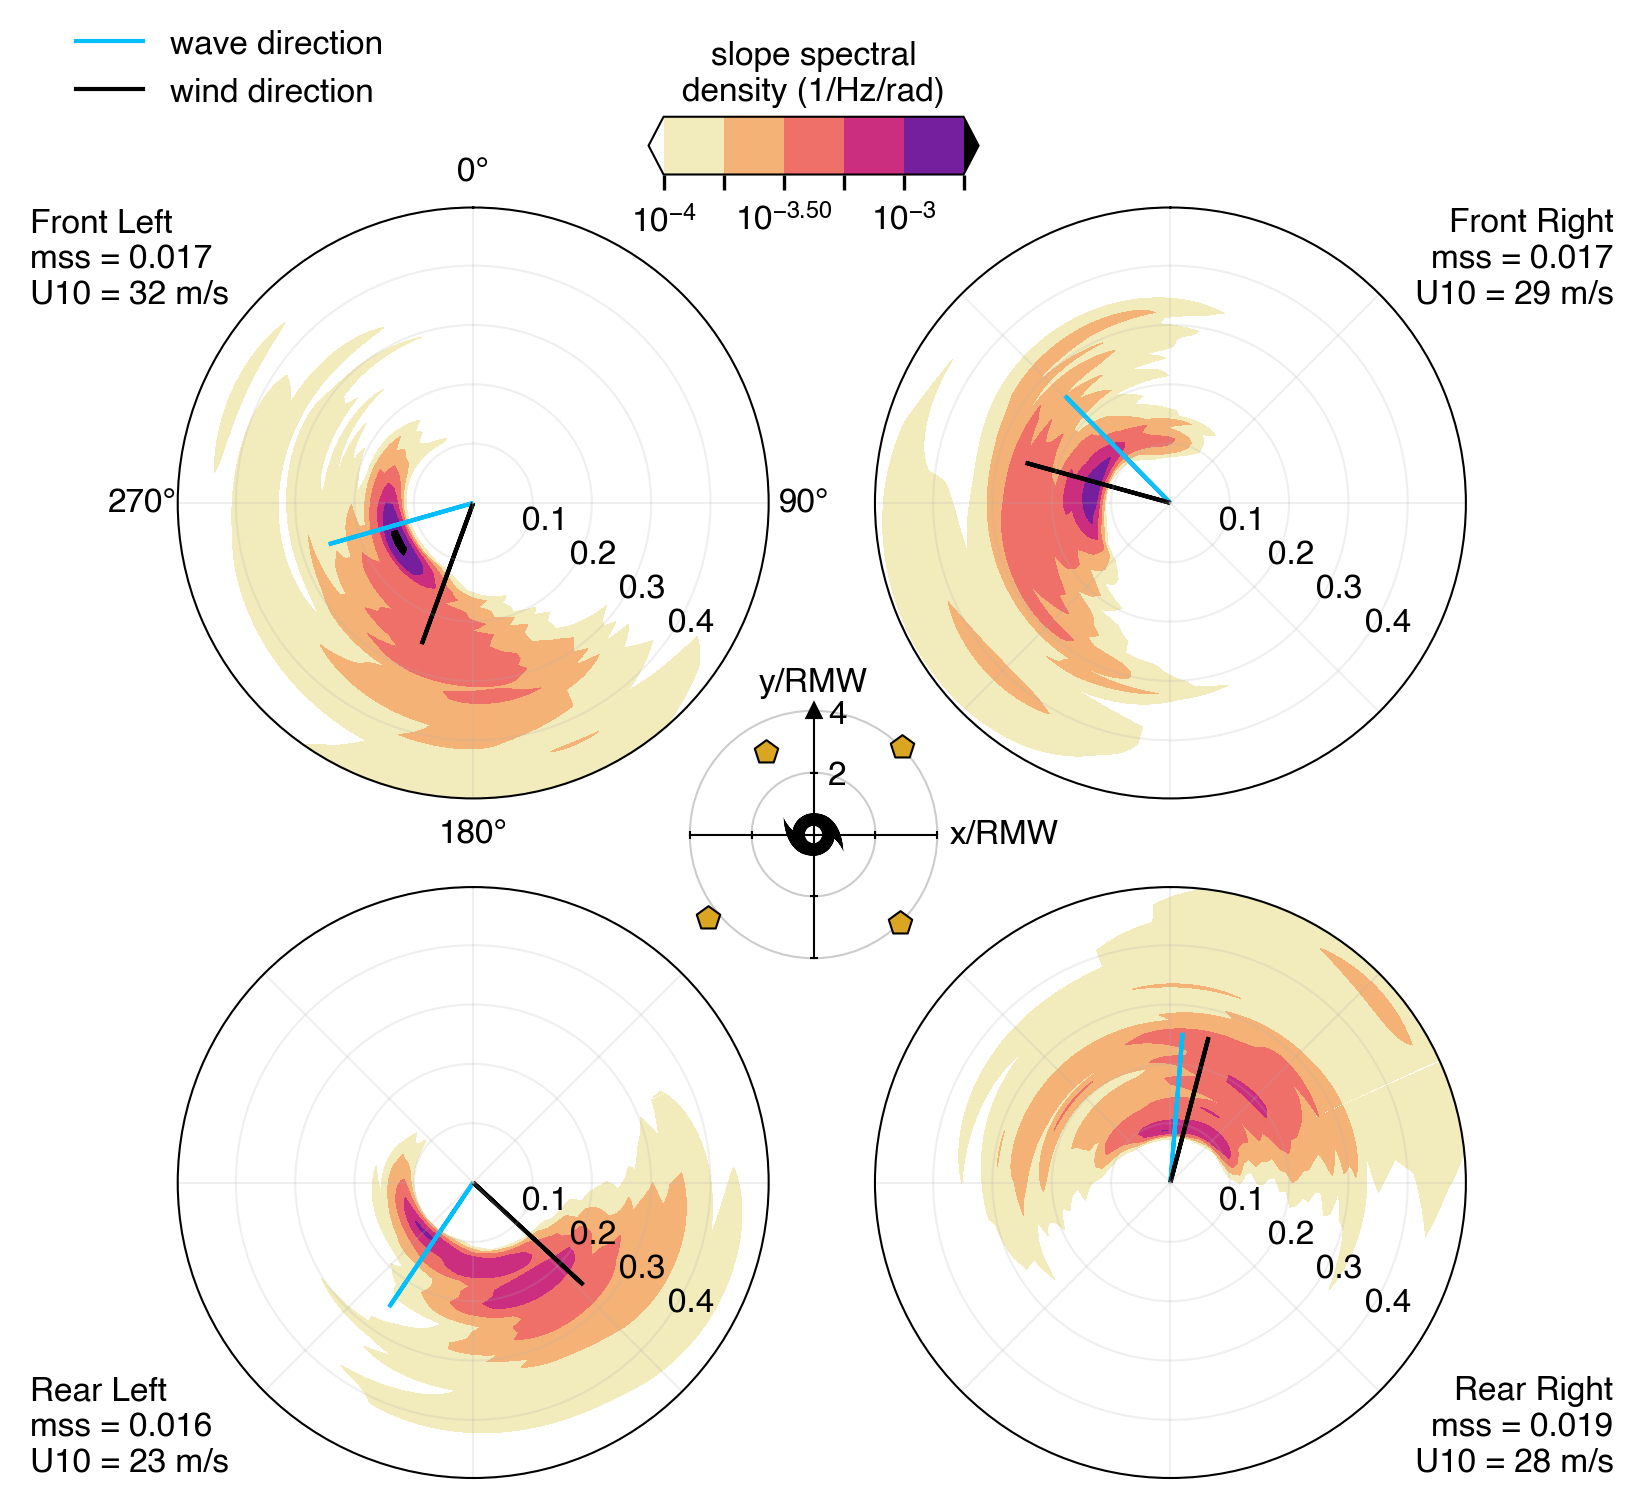 wave direction
wind direction
slope spectral
density (1/Hz/rad)
10⁻⁴ 10⁻³·⁵⁰ 10⁻³
0°
Front Left
mss = 0.017
U10 = 32 m/s
270°
90°
180°
0.1
0.2
0.3
0.4
Front Right
mss = 0.017
U10 = 29 m/s
0.1
0.2
0.3
0.4
y/RMW
4
2
x/RMW
Rear Left
mss = 0.016
U10 = 23 m/s
0.1
0.2
0.3
0.4
Rear Right
mss = 0.019
U10 = 28 m/s
0.1
0.2
0.3
0.4